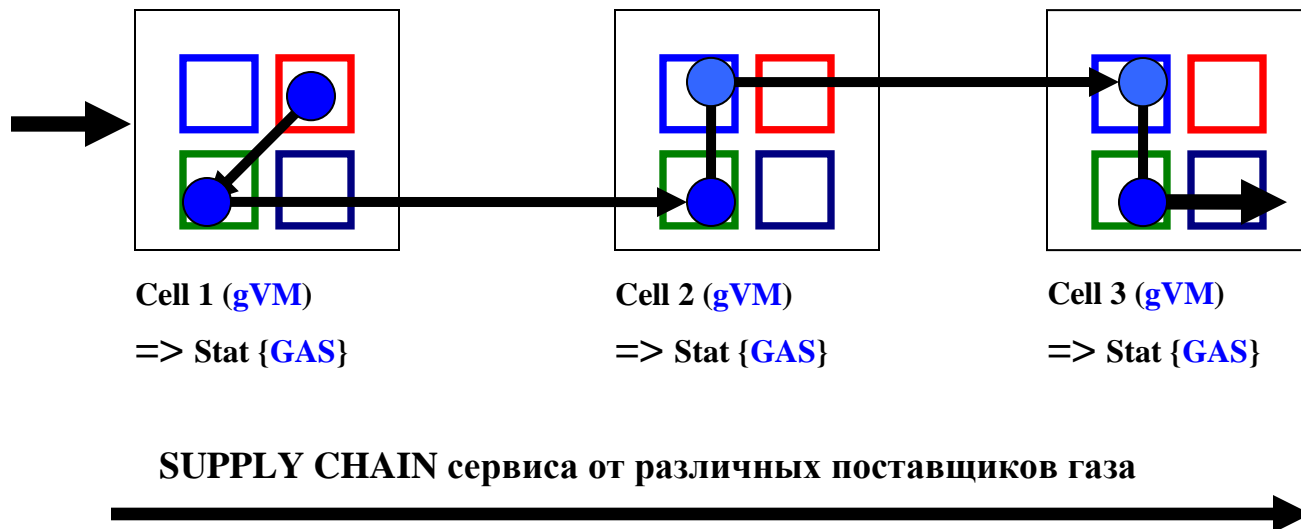 Cell 1 (gVM)
=> Stat {GAS}
Cell 2 (gVM)
=> Stat {GAS}
Cell 3 (gVM)
=> Stat {GAS}
SUPPLY CHAIN сервиса от различных поставщиков газа